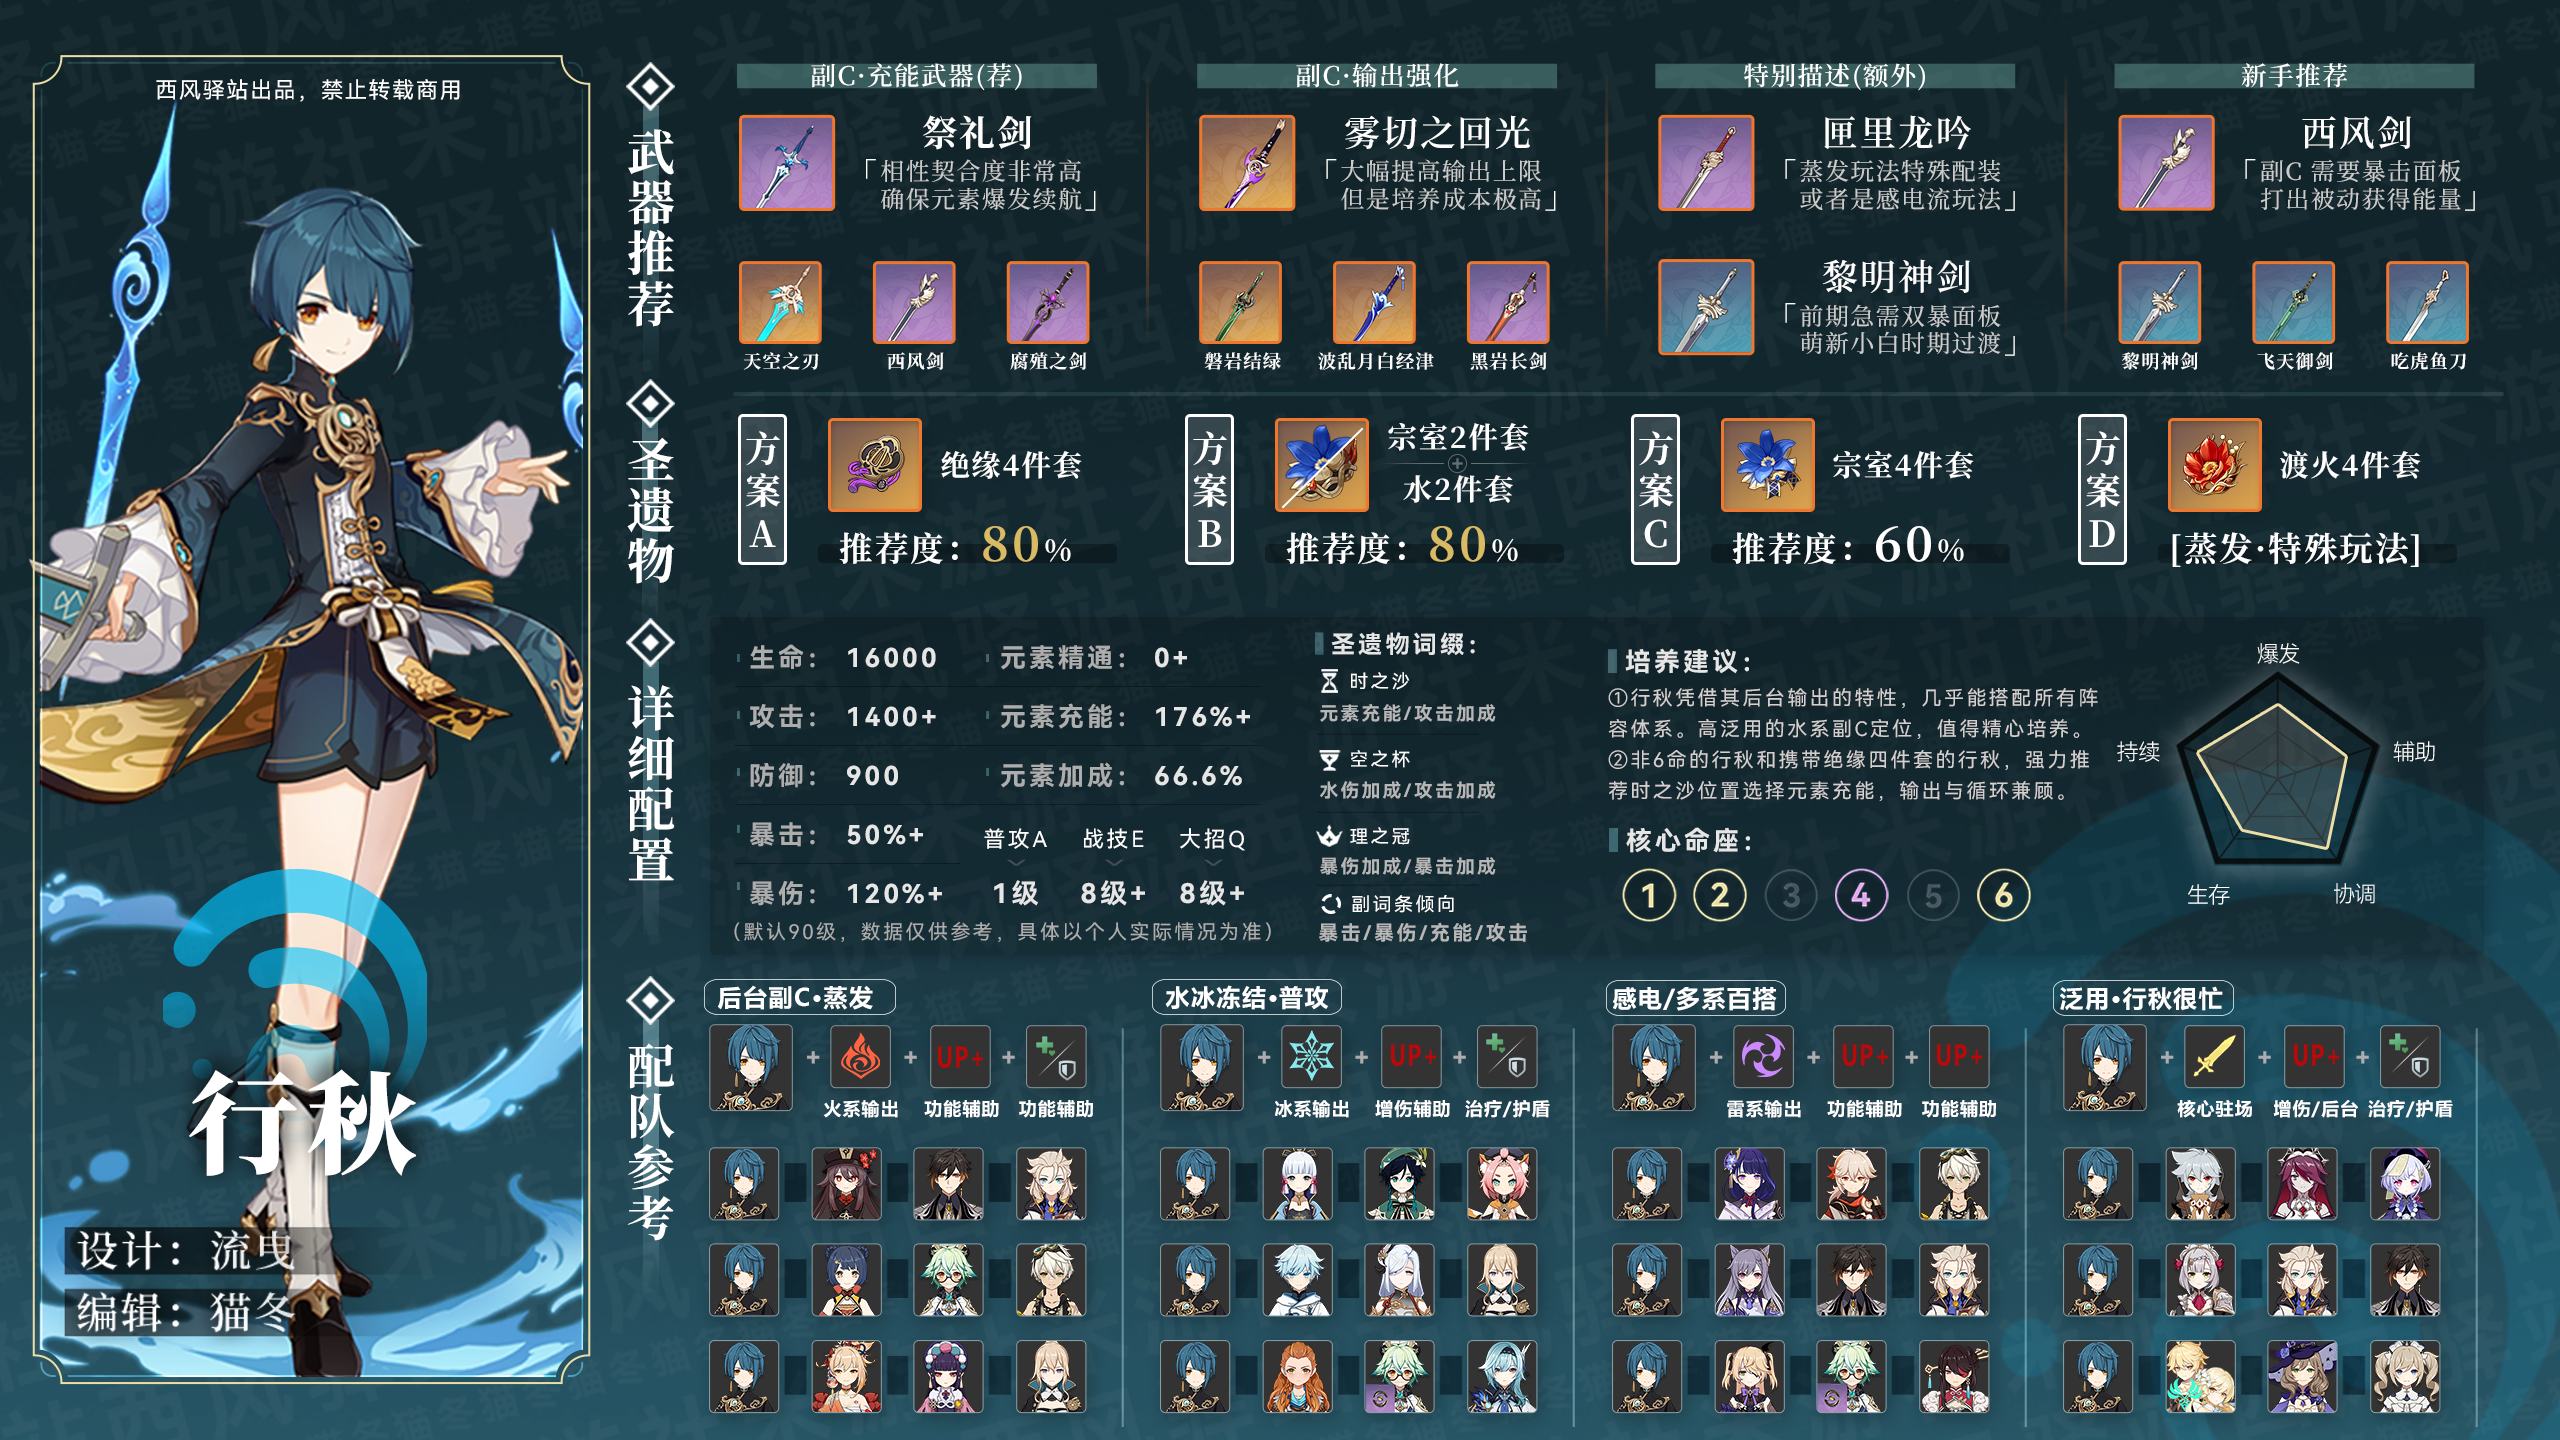 西风驿站出品，禁止转载商用
行秋
设计：流曳
编辑：猫冬
武器推荐
副C·充能武器(荐)
祭礼剑
「相性契合度非常高
确保元素爆发续航」
天空之刃
西风剑
腐殖之剑
副C·输出强化
雾切之回光
「大幅提高输出上限
但是培养成本极高」
磐岩结绿
波乱月白经津
黑岩长剑
特别描述(额外)
匣里龙吟
「蒸发玩法特殊配装
或者是感电流玩法」
黎明神剑
「前期急需双暴面板
萌新小白时期过渡」
新手推荐
西风剑
「副C 需要暴击面板
打出被动获得能量」
黎明神剑
飞天御剑
吃虎鱼刀
圣遗物
方案A
绝缘4件套
推荐度：80%
方案B
宗室2件套
水2件套
推荐度：80%
方案C
宗室4件套
推荐度：60%
方案D
渡火4件套
[蒸发·特殊玩法]
详细配置
生命： 16000
元素精通： 0+
攻击： 1400+
元素充能： 176%+
防御： 900
元素加成： 66.6%
暴击： 50%+
普攻A 战技E 大招Q
暴伤： 120%+
1级 8级+ 8级+
(默认90级，数据仅供参考，具体以个人实际情况为准)
圣遗物词缀：
时之沙
元素充能/攻击加成
空之杯
水伤加成/攻击加成
理之冠
暴伤加成/暴击加成
副词条倾向
暴击/暴伤/充能/攻击
培养建议：
①行秋凭借其后台输出的特性，几乎能搭配所有阵
容体系。高泛用的水系副C定位，值得精心培养。
②非6命的行秋和携带绝缘四件套的行秋，强力推
荐时之沙位置选择元素充能，输出与循环兼顾。
核心命座：
1 2 3 4 5 6
爆发
辅助
协调
生存
持续
配队参考
后台副C·蒸发
UP+
火系输出 功能辅助 功能辅助
水冰冻结·普攻
UP+
冰系输出 增伤辅助 治疗/护盾
感电/多系百搭
UP+ UP+
雷系输出 功能辅助 功能辅助
泛用·行秋很忙
UP+
核心驻场 增伤/后台 治疗/护盾